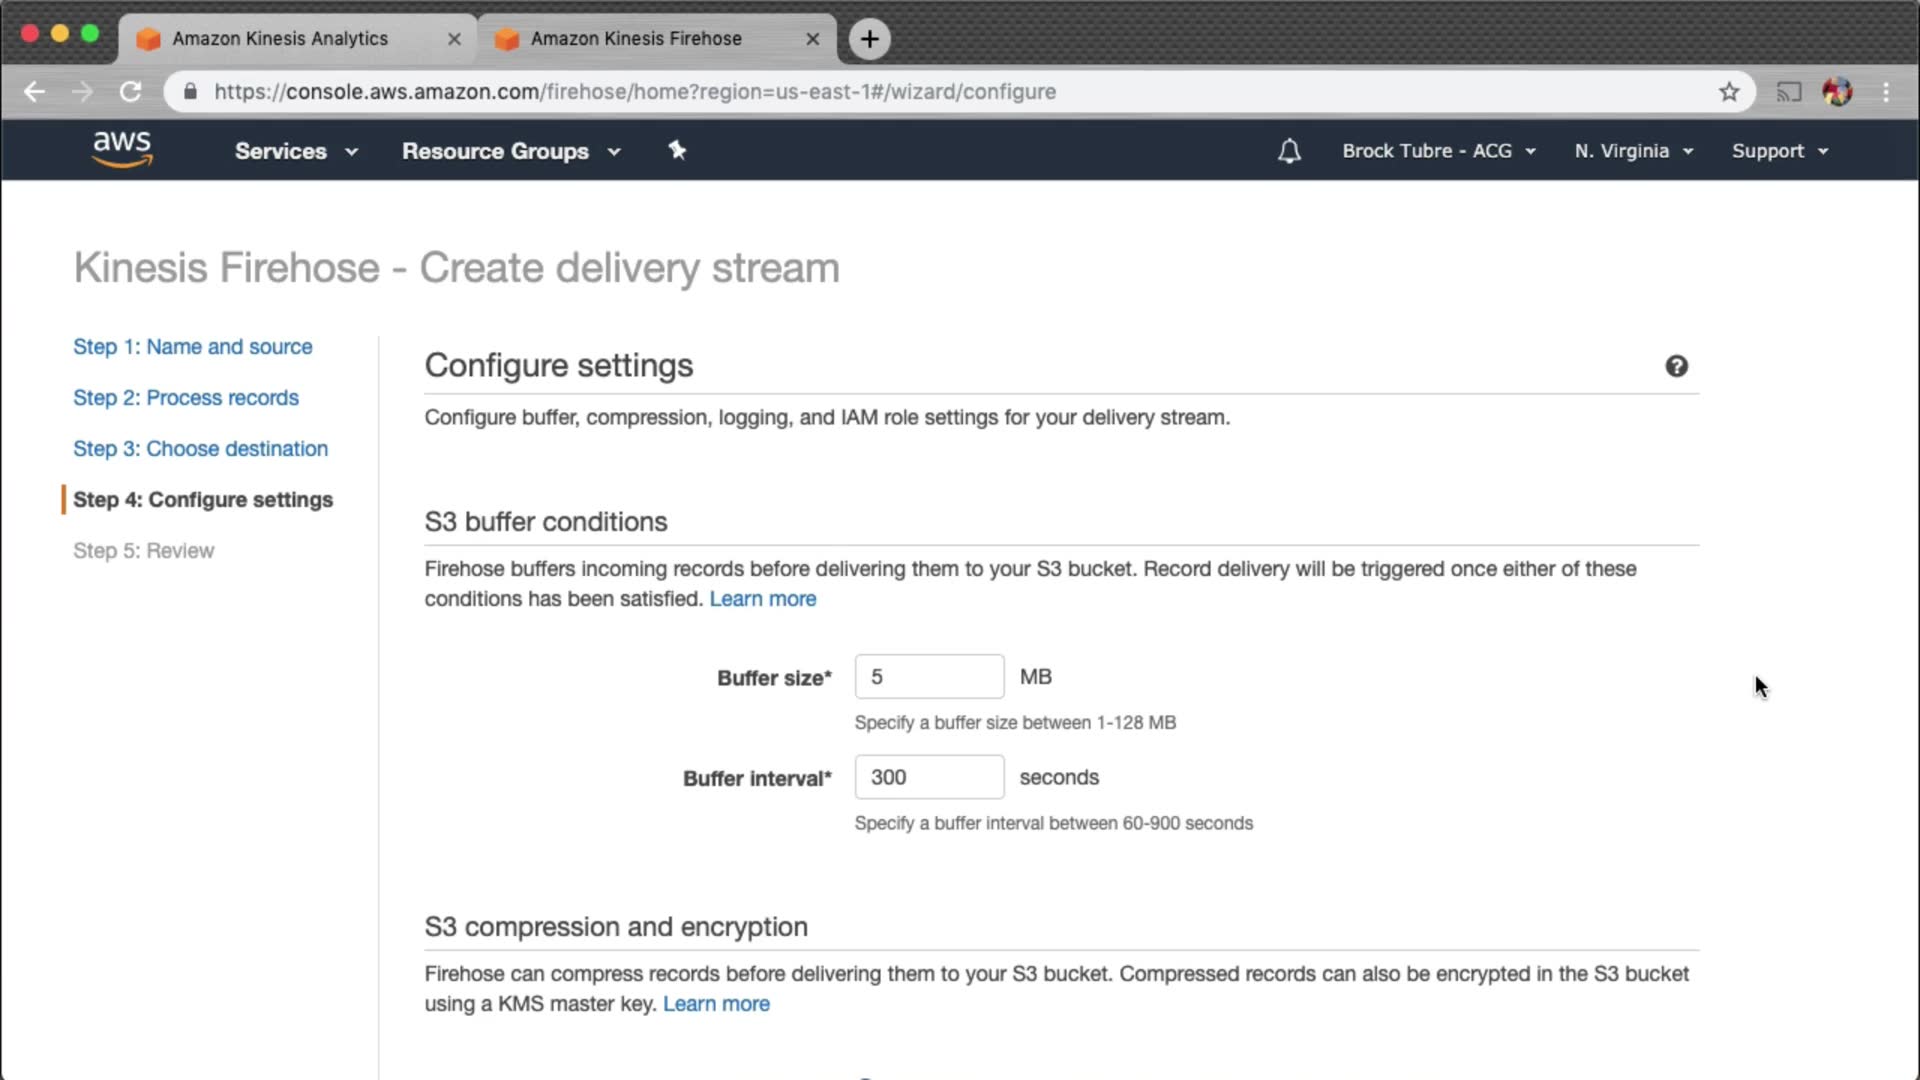 Amazon Kinesis Analytics
Amazon Kinesis Firehose
https://console.aws.amazon.com/firehose/home?region=us-east-1#/wizard/configure
aws
Services
Resource Groups
Brock Tubre - ACG
N. Virginia
Support
Kinesis Firehose - Create delivery stream
Step 1: Name and source
Step 2: Process records
Step 3: Choose destination
Step 4: Configure settings
Step 5: Review
Configure settings
Configure buffer, compression, logging, and IAM role settings for your delivery stream.
S3 buffer conditions
Firehose buffers incoming records before delivering them to your S3 bucket. Record delivery will be triggered once either of these
conditions has been satisfied. Learn more
Buffer size* 5 MB
Specify a buffer size between 1-128 MB
Buffer interval* 300 seconds
Specify a buffer interval between 60-900 seconds
S3 compression and encryption
Firehose can compress records before delivering them to your S3 bucket. Compressed records can also be encrypted in the S3 bucket
using a KMS master key. Learn more